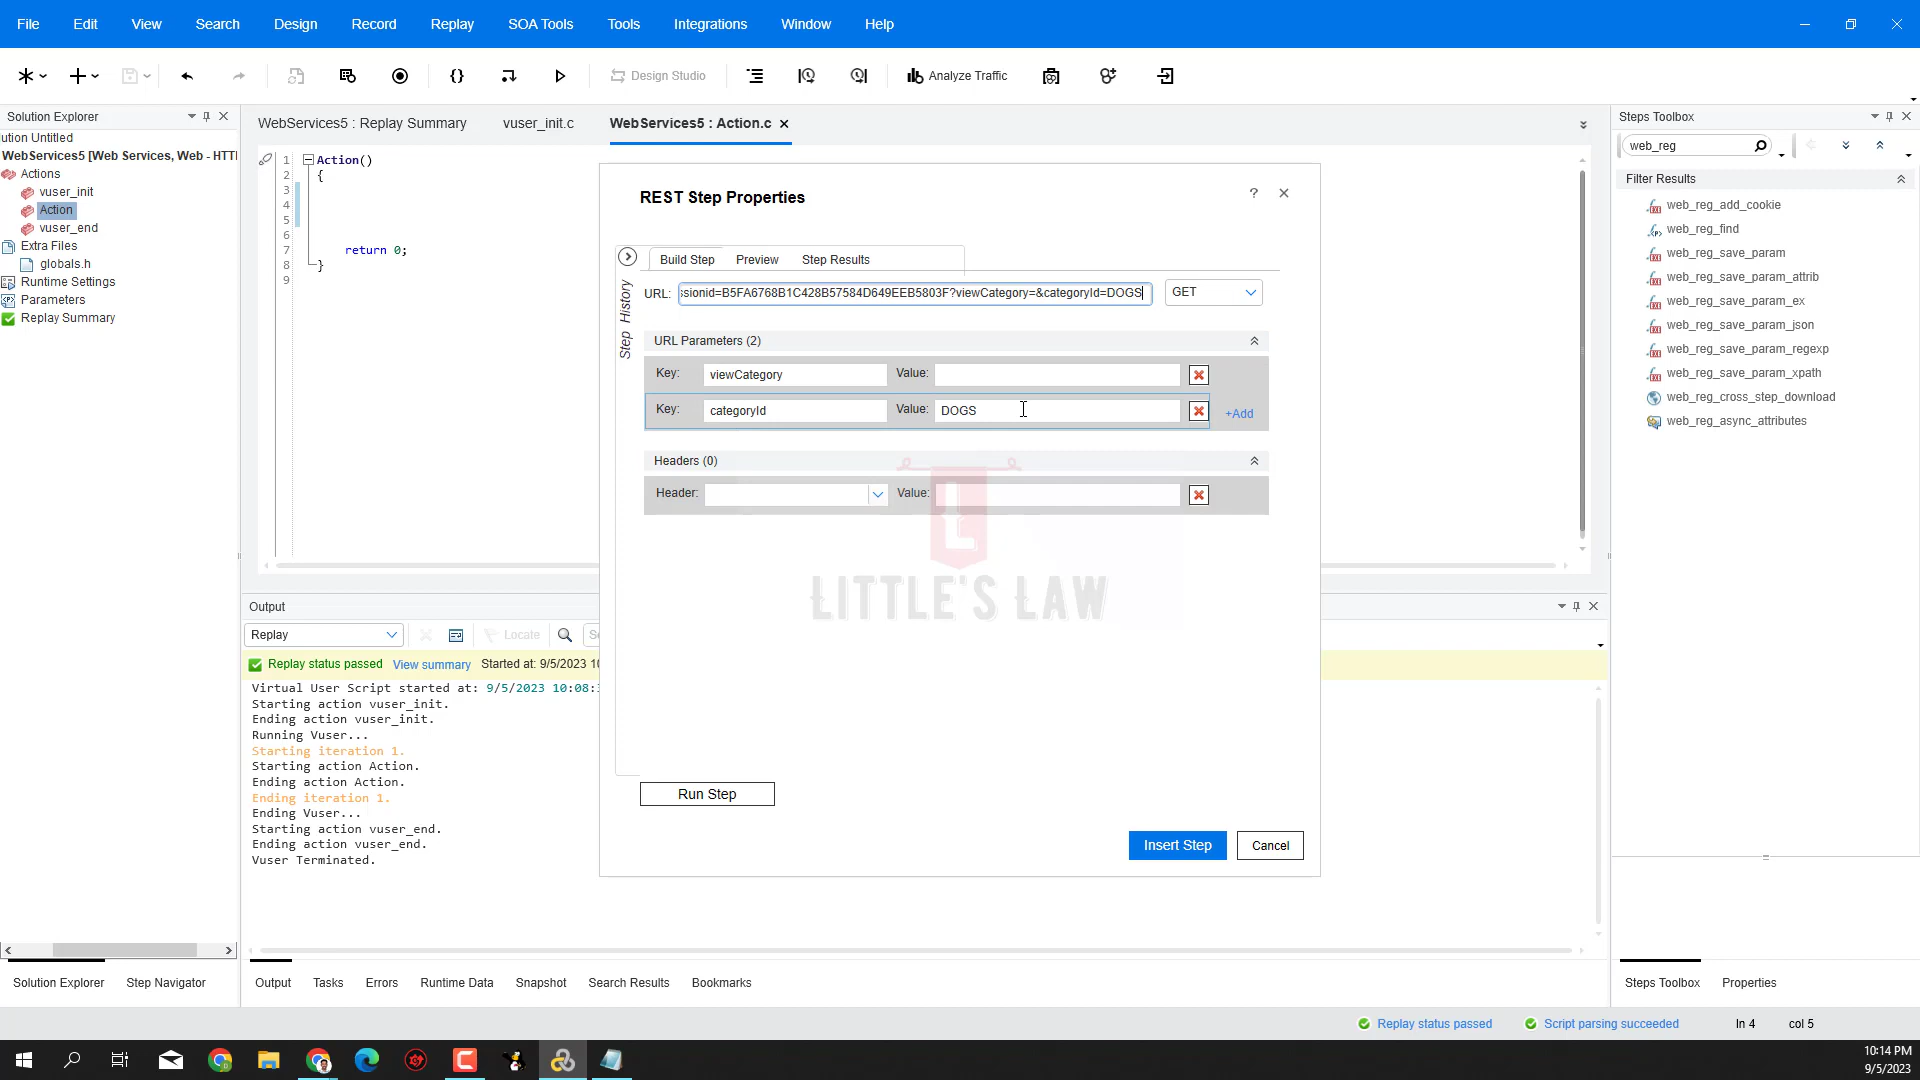 File Edit View Search Design Record Replay SOA Tools Tools Integrations Window Help
Design Studio Analyze Traffic
Solution Explorer
ution Untitled
WebServices5 [Web Services, Web - HTTI
Actions
vuser_init
Action
vuser_end
Extra Files
globals.h
Runtime Settings
Parameters
Replay Summary
WebServices5 : Replay Summary vuser_init.c WebServices5 : Action.c
1 Action()
2 {
3
4
5
6
7 return 0;
8 }
9
REST Step Properties
?
Step History
Build Step Preview Step Results
URL: sionid=B5FA6768B1C428B57584D649EEB5803F?viewCategory=&categoryId=DOGS GET
URL Parameters (2)
Key: viewCategory Value:
Key: categoryId Value: DOGS +Add
Headers (0)
Header: Value:
LITTLE'S LAW
Run Step
Insert Step Cancel
Steps Toolbox
web_reg
Filter Results
web_reg_add_cookie
web_reg_find
web_reg_save_param
web_reg_save_param_attrib
web_reg_save_param_ex
web_reg_save_param_json
web_reg_save_param_regexp
web_reg_save_param_xpath
web_reg_cross_step_download
web_reg_async_attributes
Output
Replay Locate Se
Replay status passed View summary Started at: 9/5/2023 10
Virtual User Script started at: 9/5/2023 10:08:
Starting action vuser_init.
Ending action vuser_init.
Running Vuser...
Starting iteration 1.
Starting action Action.
Ending action Action.
Ending iteration 1.
Ending Vuser...
Starting action vuser_end.
Ending action vuser_end.
Vuser Terminated.
Solution Explorer Step Navigator
Output Tasks Errors Runtime Data Snapshot Search Results Bookmarks
Steps Toolbox Properties
Replay status passed Script parsing succeeded ln 4 col 5
10:14 PM
9/5/2023